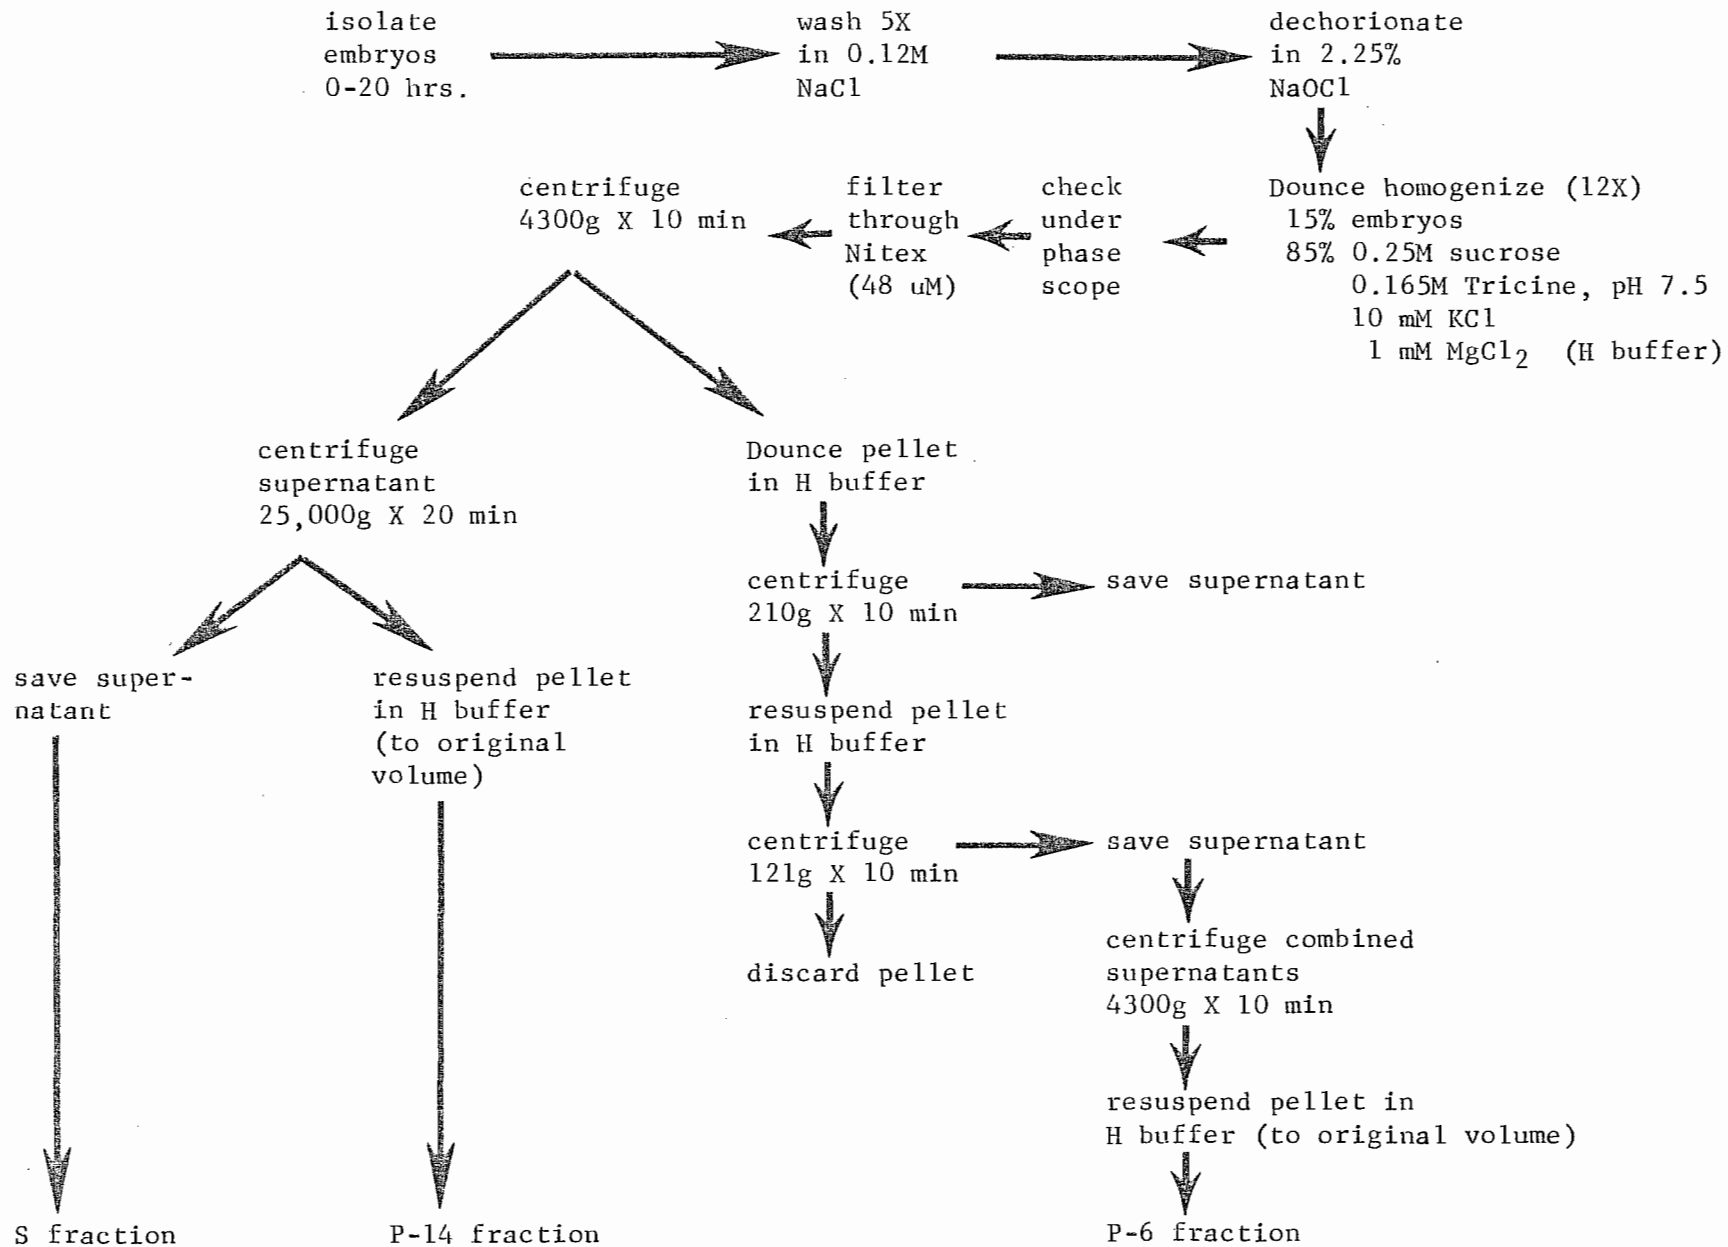 isolate
embryos
0-20 hrs.
wash 5X
in 0.12M
NaCl
dechorionate
in 2.25%
NaOCl
Dounce homogenize (12X)
15% embryos
85% 0.25M sucrose
0.165M Tricine, pH 7.5
10 mM KCl
1 mM MgCl2 (H buffer)
check
under
phase
scope
filter
through
Nitex
(48 uM)
centrifuge
4300g X 10 min
centrifuge
supernatant
25,000g X 20 min
Dounce pellet
in H buffer
centrifuge
210g X 10 min
save supernatant
save super-
natant
resuspend pellet
in H buffer
(to original
volume)
resuspend pellet
in H buffer
centrifuge
121g X 10 min
save supernatant
discard pellet
centrifuge combined
supernatants
4300g X 10 min
resuspend pellet in
H buffer (to original volume)
S fraction
P-14 fraction
P-6 fraction